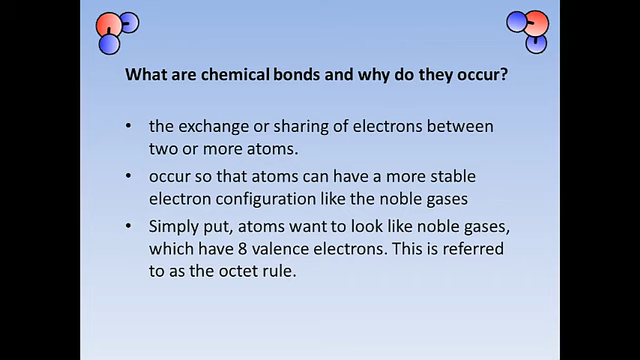 What are chemical bonds and why do they occur?
• the exchange or sharing of electrons between
two or more atoms.
• occur so that atoms can have a more stable
electron configuration like the noble gases
• Simply put, atoms want to look like noble gases,
which have 8 valence electrons. This is referred
to as the octet rule.